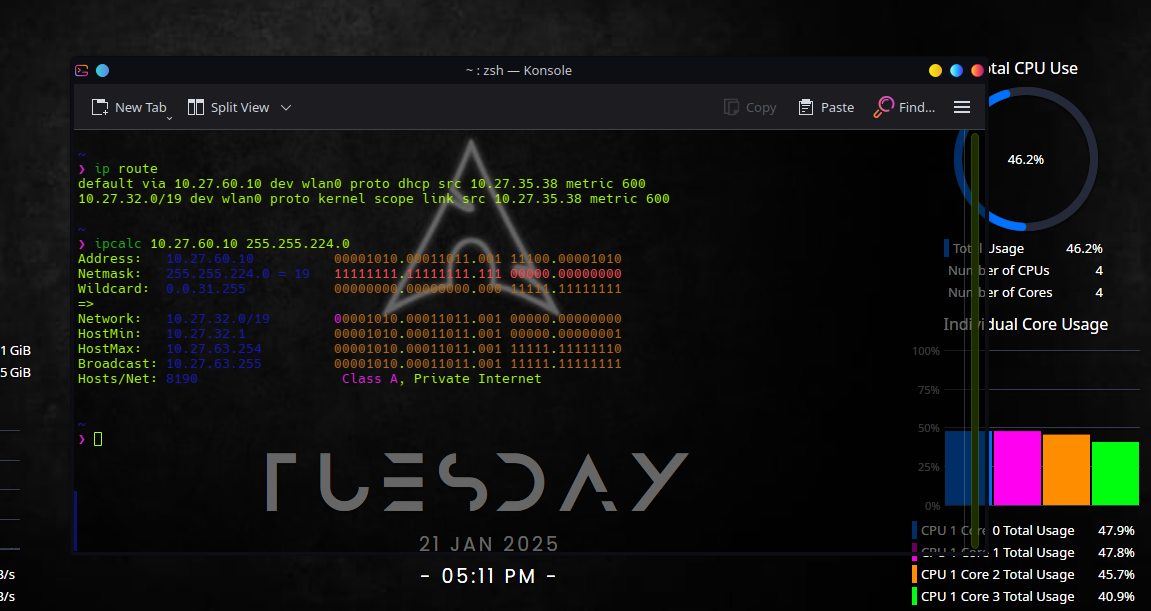 ~ : zsh — Konsole
New Tab Split View Copy Paste Find...
~
❯ ip route
default via 10.27.60.10 dev wlan0 proto dhcp src 10.27.35.38 metric 600
10.27.32.0/19 dev wlan0 proto kernel scope link src 10.27.35.38 metric 600
~
❯ ipcalc 10.27.60.10 255.255.224.0
Address: 10.27.60.10 00001010.00011011.001 11100.00001010
Netmask: 255.255.224.0 = 19 11111111.11111111.111 00000.00000000
Wildcard: 0.0.31.255 00000000.00000000.000 11111.11111111
=>
Network: 10.27.32.0/19 00001010.00011011.001 00000.00000000
HostMin: 10.27.32.1 00001010.00011011.001 00000.00000001
HostMax: 10.27.63.254 00001010.00011011.001 11111.11111110
Broadcast: 10.27.63.255 00001010.00011011.001 11111.11111111
Hosts/Net: 8190 Class A, Private Internet
~
❯
TUESDAY
21 JAN 2025
- 05:11 PM -
1 GiB
5 GiB
B/s
B/s
otal CPU Use
46.2%
Total Usage 46.2%
Number of CPUs 4
Number of Cores 4
Individual Core Usage
100%
75%
50%
25%
0%
CPU 1 Core 0 Total Usage 47.9%
CPU 1 Core 1 Total Usage 47.8%
CPU 1 Core 2 Total Usage 45.7%
CPU 1 Core 3 Total Usage 40.9%